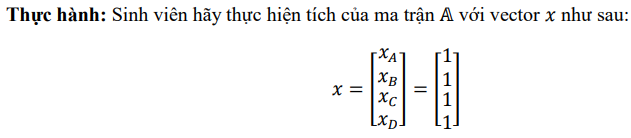 Thực hành: Sinh viên hãy thực hiện tích của ma trận 𝔸 với vector x như sau:
x = [x_A x_B x_C x_D] = [1 1 1 1]